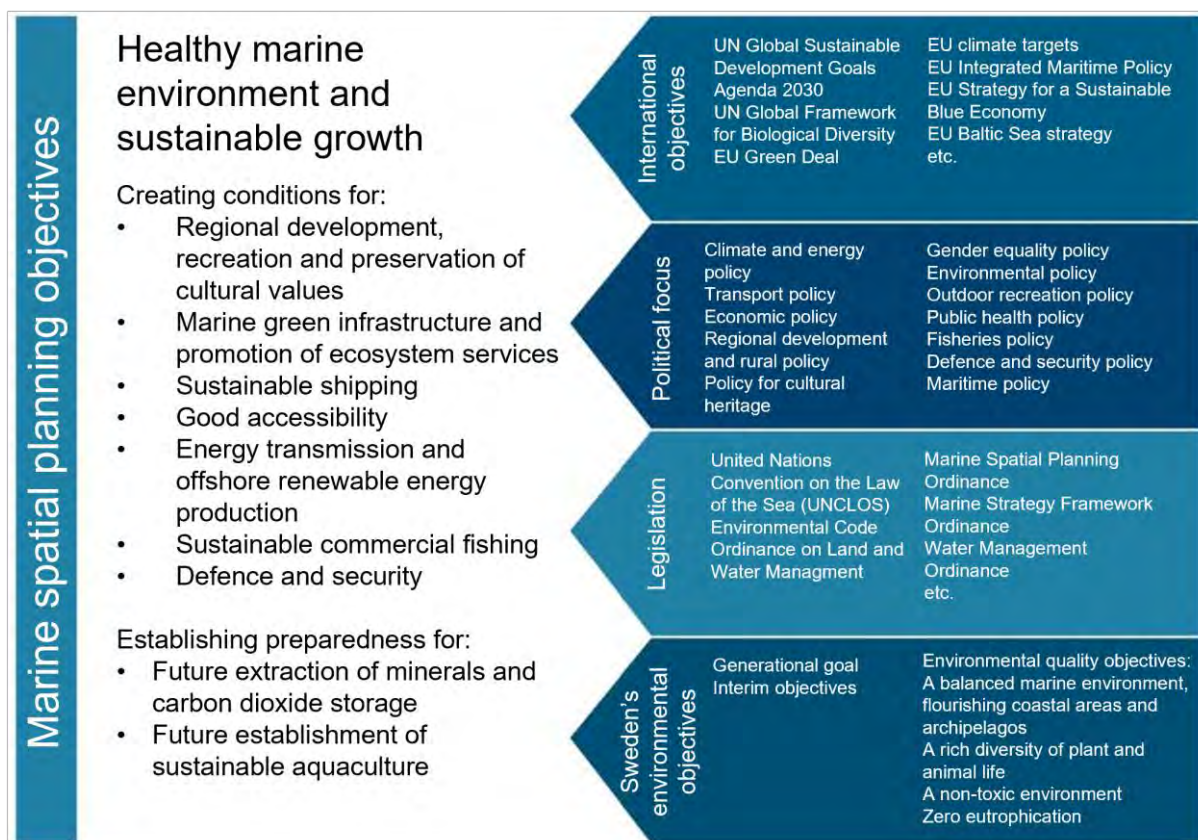 Marine spatial planning objectives
Healthy marine
environment and
sustainable growth
Creating conditions for:
• Regional development,
recreation and preservation of
cultural values
• Marine green infrastructure and
promotion of ecosystem services
• Sustainable shipping
• Good accessibility
• Energy transmission and
offshore renewable energy
production
• Sustainable commercial fishing
• Defence and security
Establishing preparedness for:
• Future extraction of minerals and
carbon dioxide storage
• Future establishment of
sustainable aquaculture
International
objectives
UN Global Sustainable
Development Goals
Agenda 2030
UN Global Framework
for Biological Diversity
EU Green Deal
EU climate targets
EU Integrated Maritime Policy
EU Strategy for a Sustainable
Blue Economy
EU Baltic Sea strategy
etc.
Political focus
Climate and energy
policy
Transport policy
Economic policy
Regional development
and rural policy
Policy for cultural
heritage
Gender equality policy
Environmental policy
Outdoor recreation policy
Public health policy
Fisheries policy
Defence and security policy
Maritime policy
Legislation
United Nations
Convention on the Law
of the Sea (UNCLOS)
Environmental Code
Ordinance on Land and
Water Managment
Marine Spatial Planning
Ordinance
Marine Strategy Framework
Ordinance
Water Management
Ordinance
etc.
Sweden's
environmental
objectives
Generational goal
Interim objectives
Environmental quality objectives:
A balanced marine environment,
flourishing coastal areas and
archipelagos
A rich diversity of plant and
animal life
A non-toxic environment
Zero eutrophication